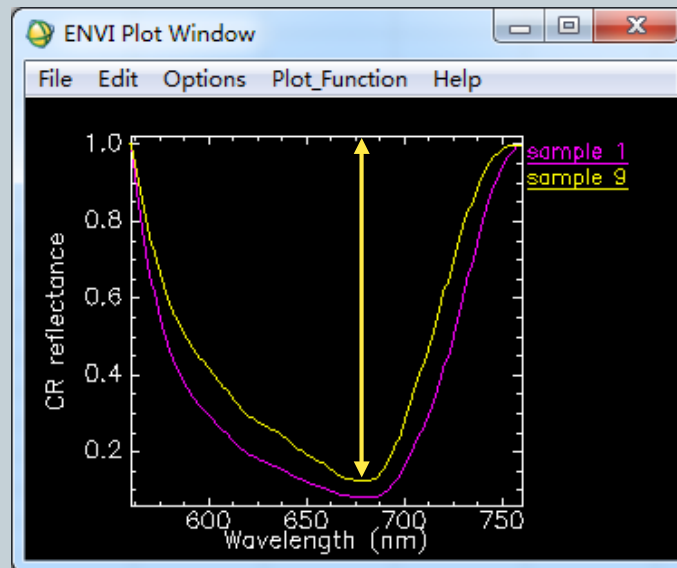 ENVI Plot Window
File Edit Options Plot_Function Help
1.0
0.8
0.6
0.4
0.2
CR reflectance
sample 1
sample 9
600 650 700 750
Wavelength (nm)